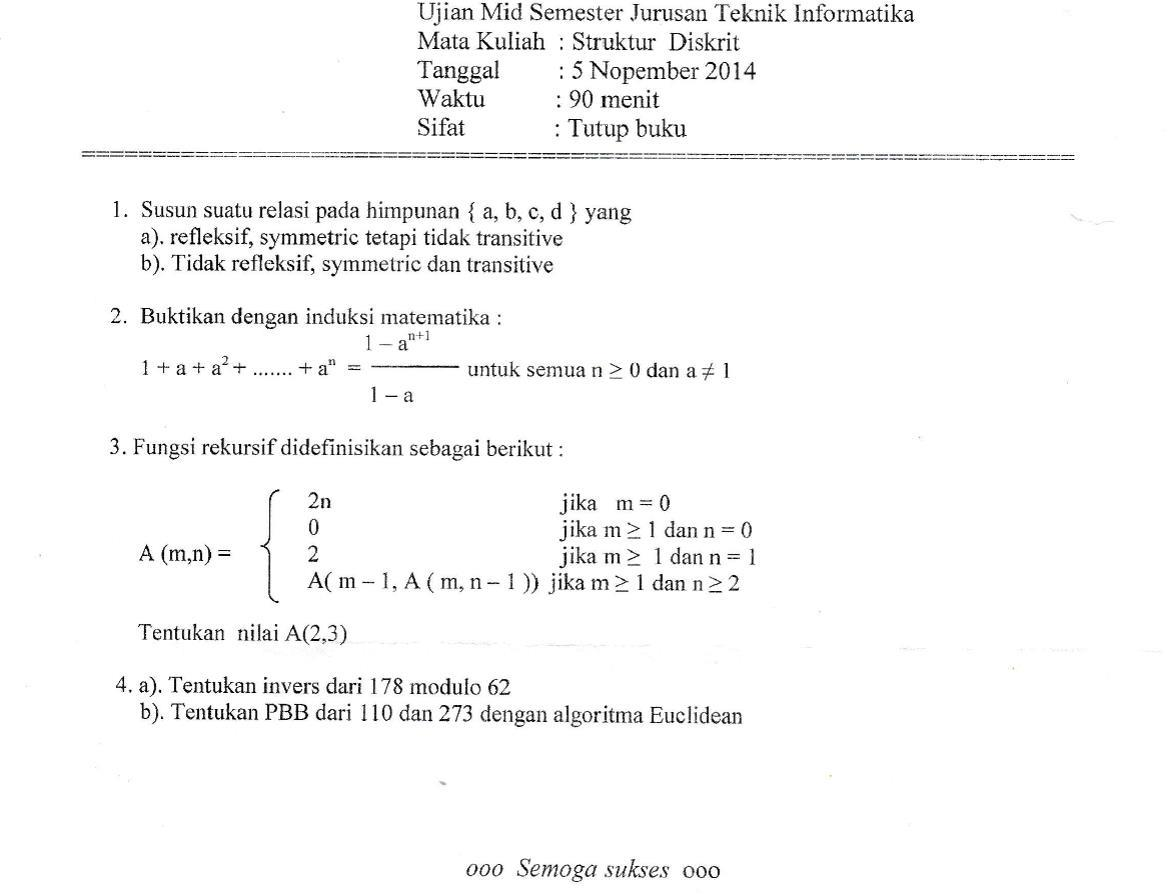 Ujian Mid Semester Jurusan Teknik Informatika
Mata Kuliah : Struktur Diskrit
Tanggal : 5 Nopember 2014
Waktu : 90 menit
Sifat : Tutup buku
1. Susun suatu relasi pada himpunan { a, b, c, d } yang
a). refleksif, symmetric tetapi tidak transitive
b). Tidak refleksif, symmetric dan transitive
2. Buktikan dengan induksi matematika :
1 – aⁿ⁺¹
1 + a + a² + ....... + aⁿ = ———— untuk semua n ≥ 0 dan a ≠ 1
1 – a
3. Fungsi rekursif didefinisikan sebagai berikut :
2n jika m = 0
0 jika m ≥ 1 dan n = 0
A (m,n) = { 2 jika m ≥ 1 dan n = 1
A( m – 1, A ( m, n – 1 )) jika m ≥ 1 dan n ≥ 2
Tentukan nilai A(2,3)
4. a). Tentukan invers dari 178 modulo 62
b). Tentukan PBB dari 110 dan 273 dengan algoritma Euclidean
ooo Semoga sukses ooo